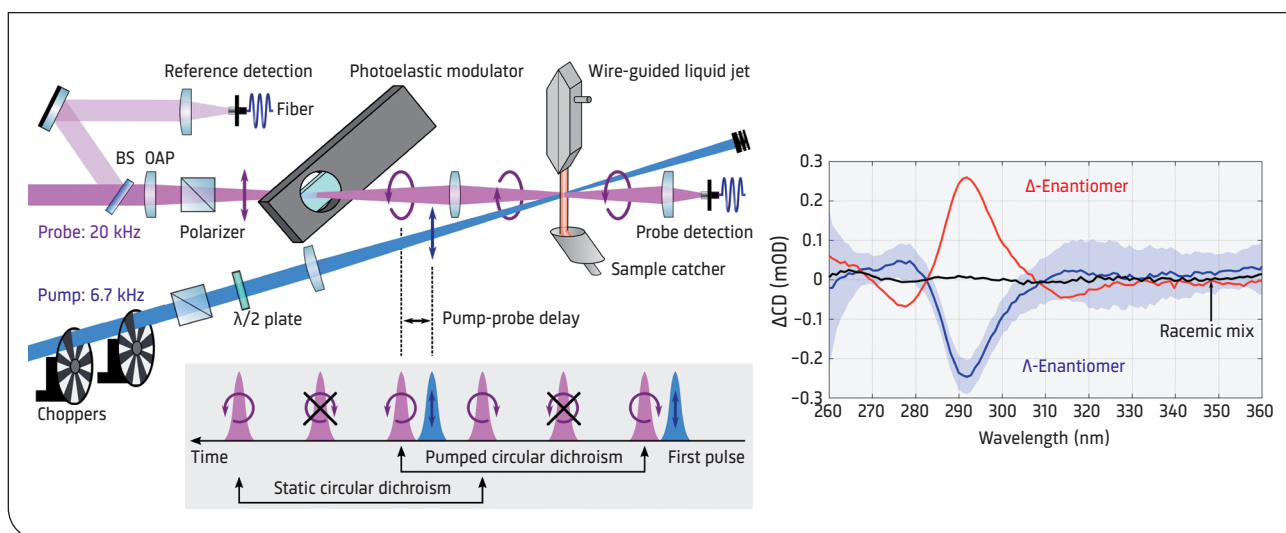 Reference detection
Photoelastic modulator
Wire-guided liquid jet
Fiber
BS OAP
Probe: 20 kHz
Polarizer
Probe detection
Sample catcher
Pump: 6.7 kHz
λ/2 plate
Pump-probe delay
Choppers
Time
Pumped circular dichroism
First pulse
Static circular dichroism
ΔCD (mOD)
0.3
0.2
0.1
0
−0.1
−0.2
−0.3
Δ-Enantiomer
Racemic mix
Λ-Enantiomer
260 270 280 290 300 310 320 330 340 350 360
Wavelength (nm)